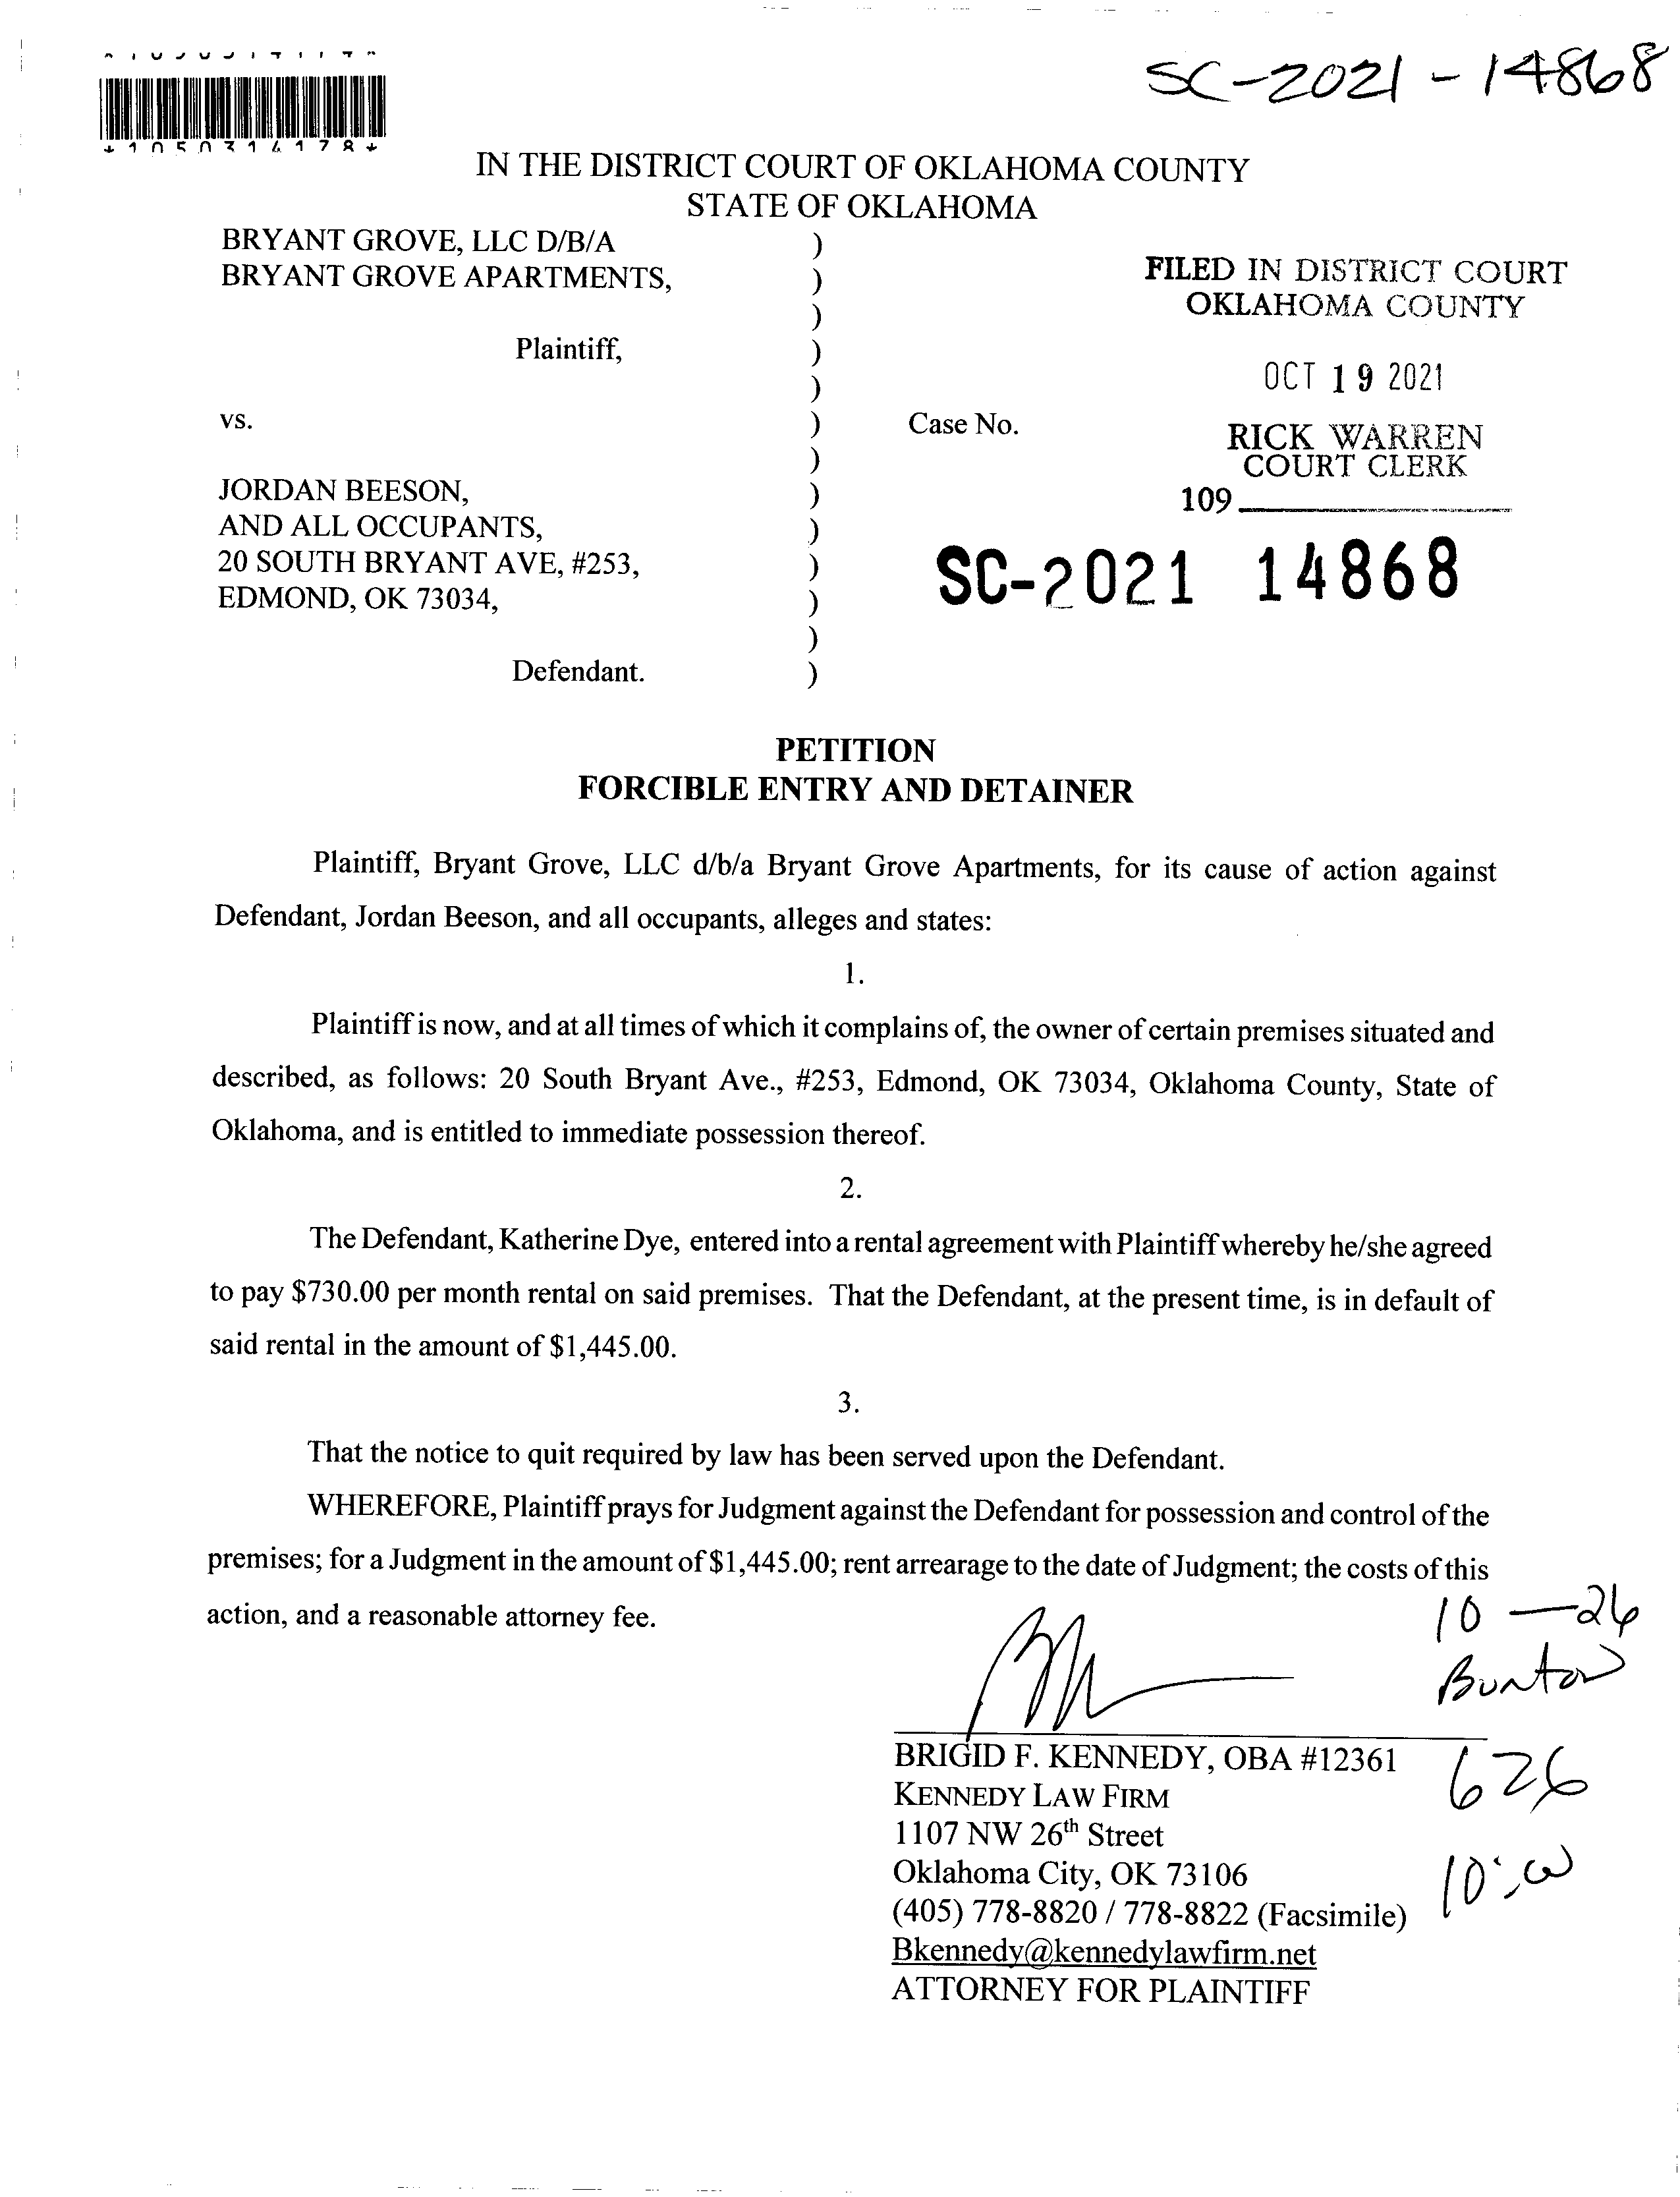 SC-2021-14868
*1050314178*
IN THE DISTRICT COURT OF OKLAHOMA COUNTY
STATE OF OKLAHOMA
BRYANT GROVE, LLC D/B/A )
BRYANT GROVE APARTMENTS, )
)
Plaintiff, )
)
vs. ) Case No.
)
JORDAN BEESON, )
AND ALL OCCUPANTS, )
20 SOUTH BRYANT AVE, #253, )
EDMOND, OK 73034, )
)
Defendant. )
FILED IN DISTRICT COURT
OKLAHOMA COUNTY
OCT 19 2021
RICK WARREN
COURT CLERK
109
SC-2021 14868
PETITION
FORCIBLE ENTRY AND DETAINER
Plaintiff, Bryant Grove, LLC d/b/a Bryant Grove Apartments, for its cause of action against
Defendant, Jordan Beeson, and all occupants, alleges and states:
1.
Plaintiff is now, and at all times of which it complains of, the owner of certain premises situated and
described, as follows: 20 South Bryant Ave., #253, Edmond, OK 73034, Oklahoma County, State of
Oklahoma, and is entitled to immediate possession thereof.
2.
The Defendant, Katherine Dye, entered into a rental agreement with Plaintiff whereby he/she agreed
to pay $730.00 per month rental on said premises. That the Defendant, at the present time, is in default of
said rental in the amount of $1,445.00.
3.
That the notice to quit required by law has been served upon the Defendant.
WHEREFORE, Plaintiff prays for Judgment against the Defendant for possession and control of the
premises; for a Judgment in the amount of $1,445.00; rent arrearage to the date of Judgment; the costs of this
action, and a reasonable attorney fee.
10 — 26
Burton
626
10:00
BRIGID F. KENNEDY, OBA #12361
KENNEDY LAW FIRM
1107 NW 26th Street
Oklahoma City, OK 73106
(405) 778-8820 / 778-8822 (Facsimile)
Bkennedy@kennedylawfirm.net
ATTORNEY FOR PLAINTIFF